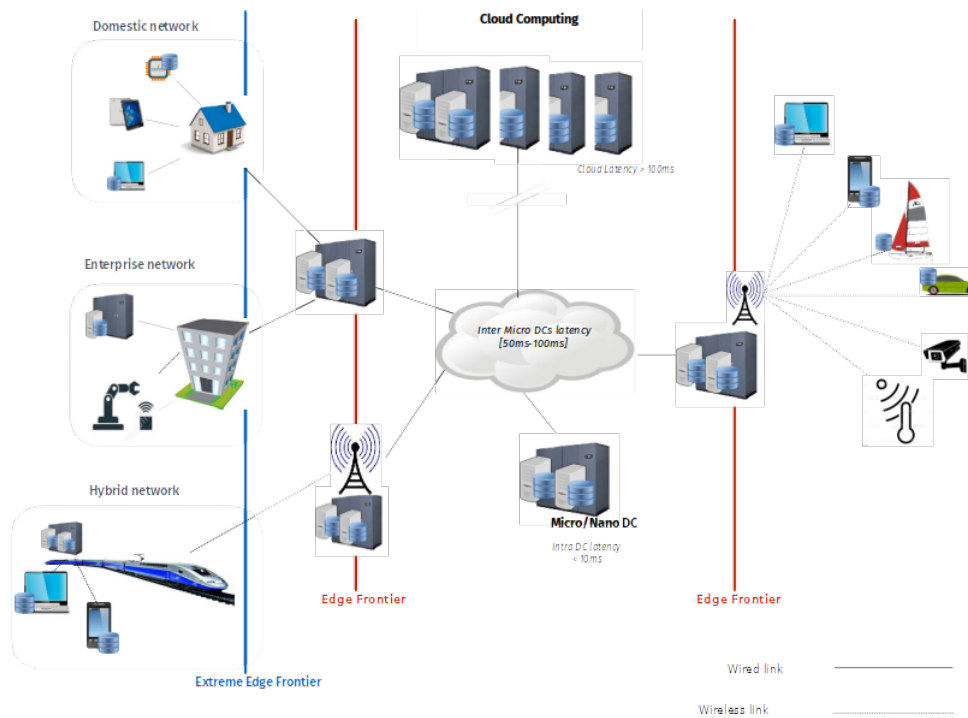 Domestic network
Cloud Computing
Cloud Latency > 100ms
Enterprise network
Inter Micro DCs latency
[50ms-100ms]
Hybrid network
Micro/Nano DC
Intra DC latency
< 10ms
Edge Frontier
Edge Frontier
Extreme Edge Frontier
Wired link
Wireless link